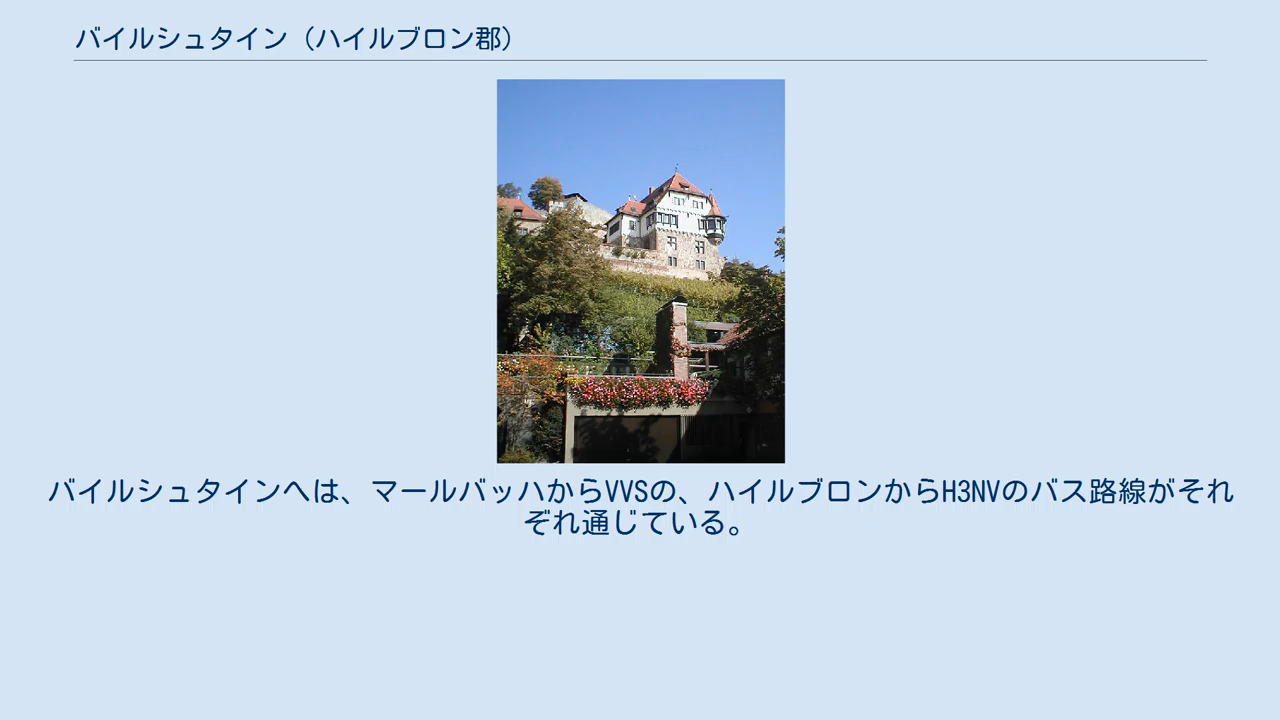 バイルシュタイン（ハイルブロン郡）
バイルシュタインへは、マールバッハからVVSの、ハイルブロンからH3NVのバス路線がそれ
ぞれ通じている。